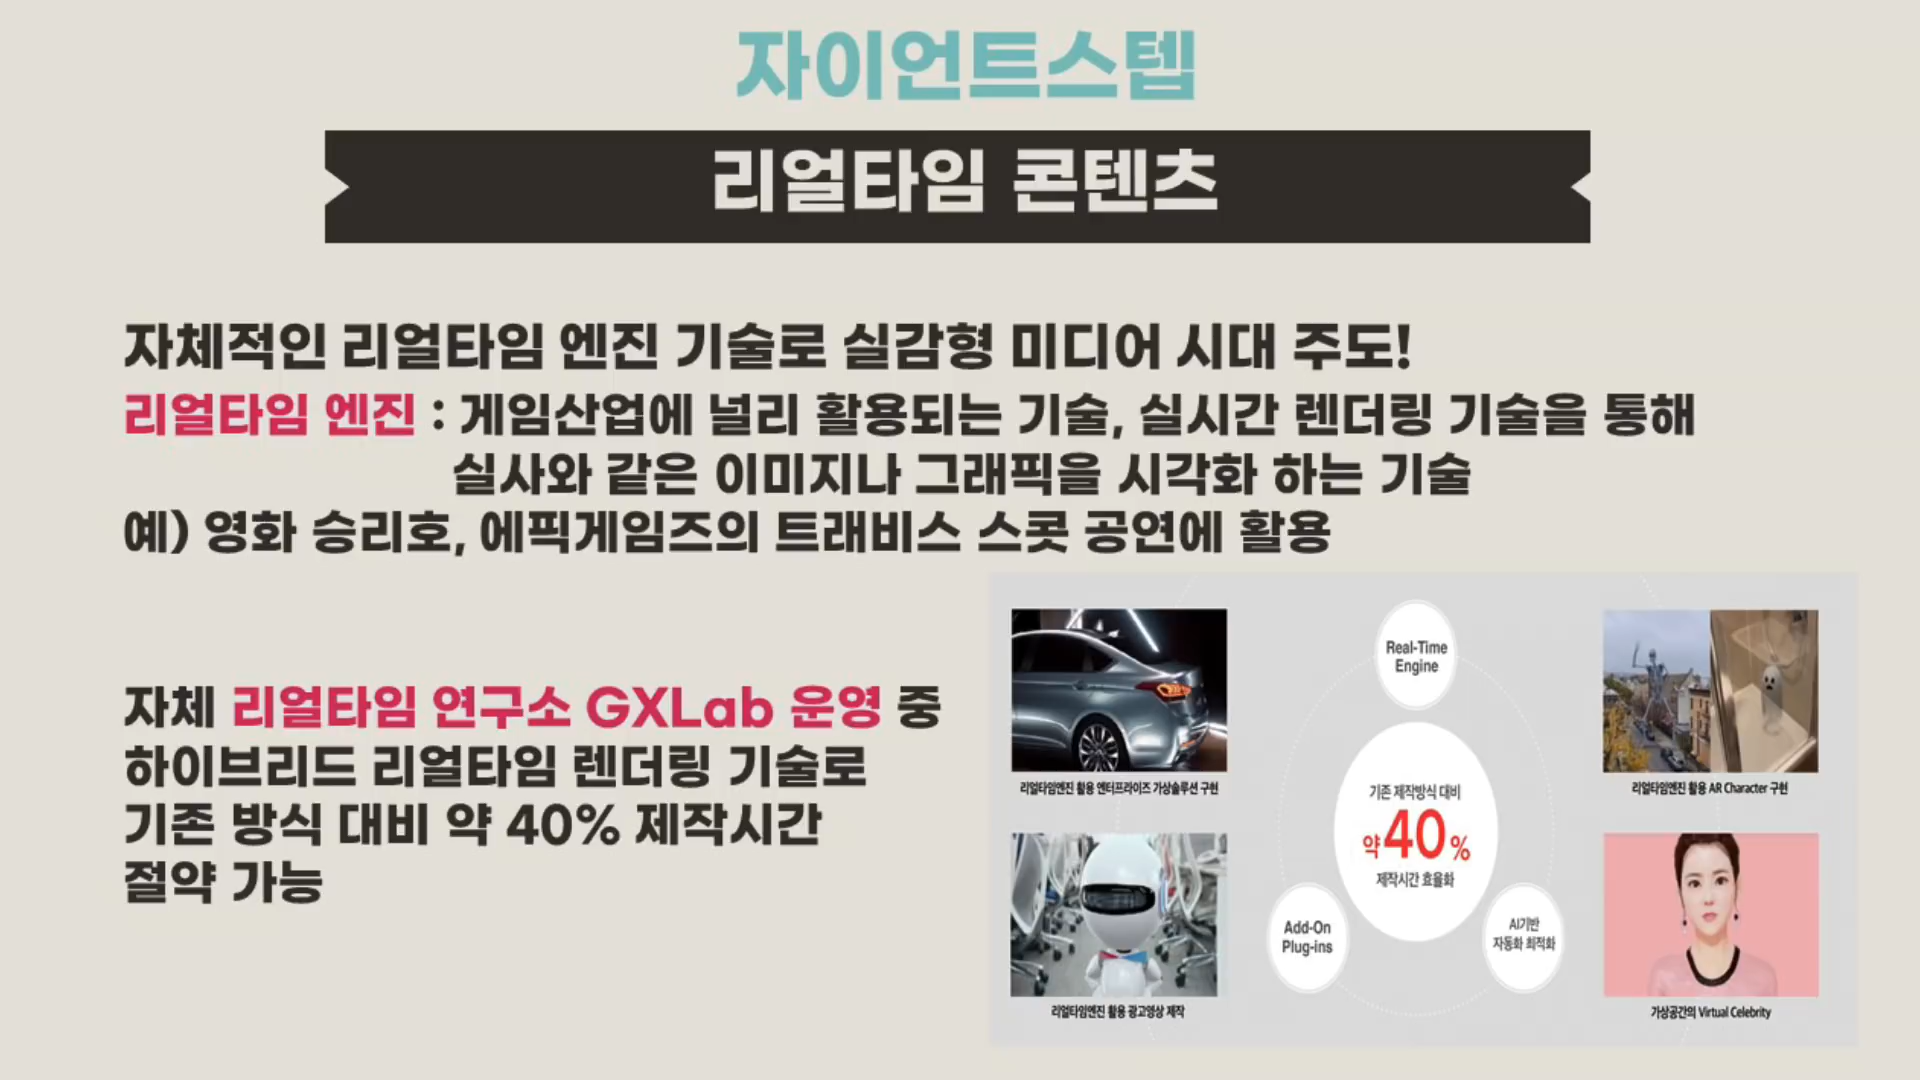 자이언트스텝
리얼타임 콘텐츠
자체적인 리얼타임 엔진 기술로 실감형 미디어 시대 주도!
리얼타임 엔진 : 게임산업에 널리 활용되는 기술, 실시간 렌더링 기술을 통해
실사와 같은 이미지나 그래픽을 시각화 하는 기술
예) 영화 승리호, 에픽게임즈의 트래비스 스콧 공연에 활용
자체 리얼타임 연구소 GXLab 운영 중
하이브리드 리얼타임 렌더링 기술로
기존 방식 대비 약 40% 제작시간
절약 가능
리얼타임엔진 활용 엔터프라이즈 가상솔루션 구현
리얼타임엔진 활용 광고영상 제작
Real-Time
Engine
기존 제작방식 대비
약 40%
제작시간 효율화
Add-On
Plug-ins
AI기반
자동화 최적화
리얼타임엔진 활용 AR Character 구현
가상공간의 Virtual Celebrity